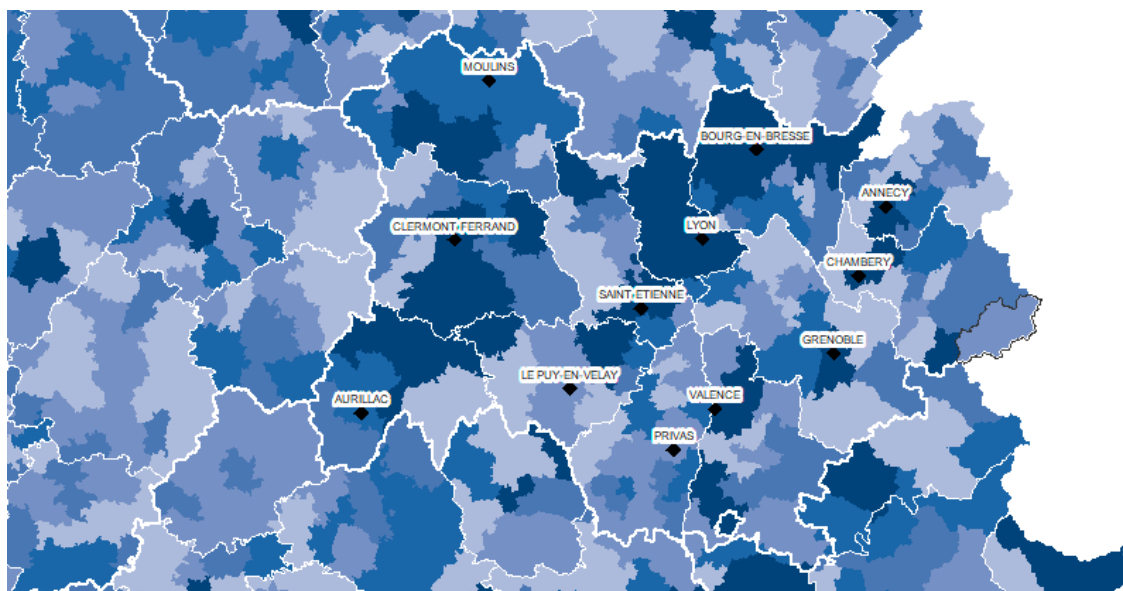 MOULINS
BOURG-EN-BRESSE
ANNECY
CLERMONT-FERRAND
LYON
CHAMBERY
SAINT-ETIENNE
GRENOBLE
LE PUY-EN-VELAY
AURILLAC
VALENCE
PRIVAS